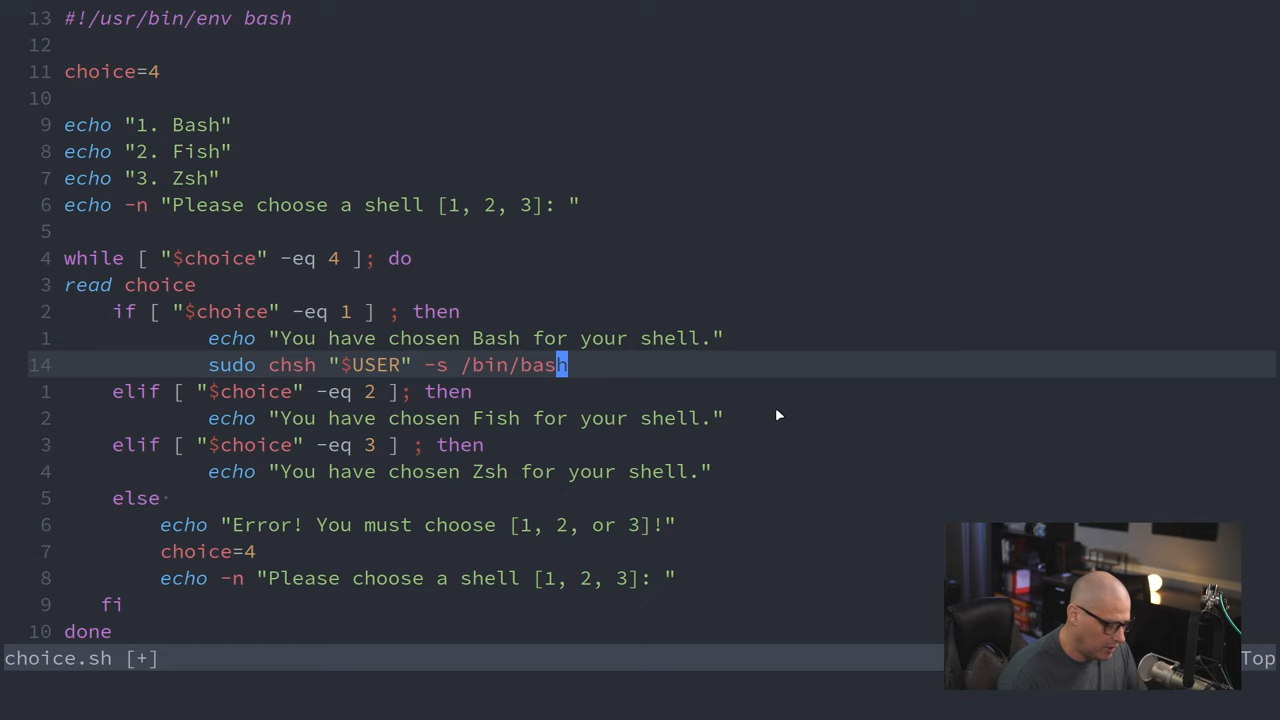 13 #!/usr/bin/env bash
12
11 choice=4
10
9 echo "1. Bash"
8 echo "2. Fish"
7 echo "3. Zsh"
6 echo -n "Please choose a shell [1, 2, 3]: "
5
4 while [ "$choice" -eq 4 ]; do
3 read choice
2     if [ "$choice" -eq 1 ] ; then
1             echo "You have chosen Bash for your shell."
14             sudo chsh "$USER" -s /bin/bash
1     elif [ "$choice" -eq 2 ]; then
2             echo "You have chosen Fish for your shell."
3     elif [ "$choice" -eq 3 ] ; then
4             echo "You have chosen Zsh for your shell."
5     else·
6         echo "Error! You must choose [1, 2, or 3]!"
7         choice=4
8         echo -n "Please choose a shell [1, 2, 3]: "
9    fi
10 done
choice.sh [+] Top